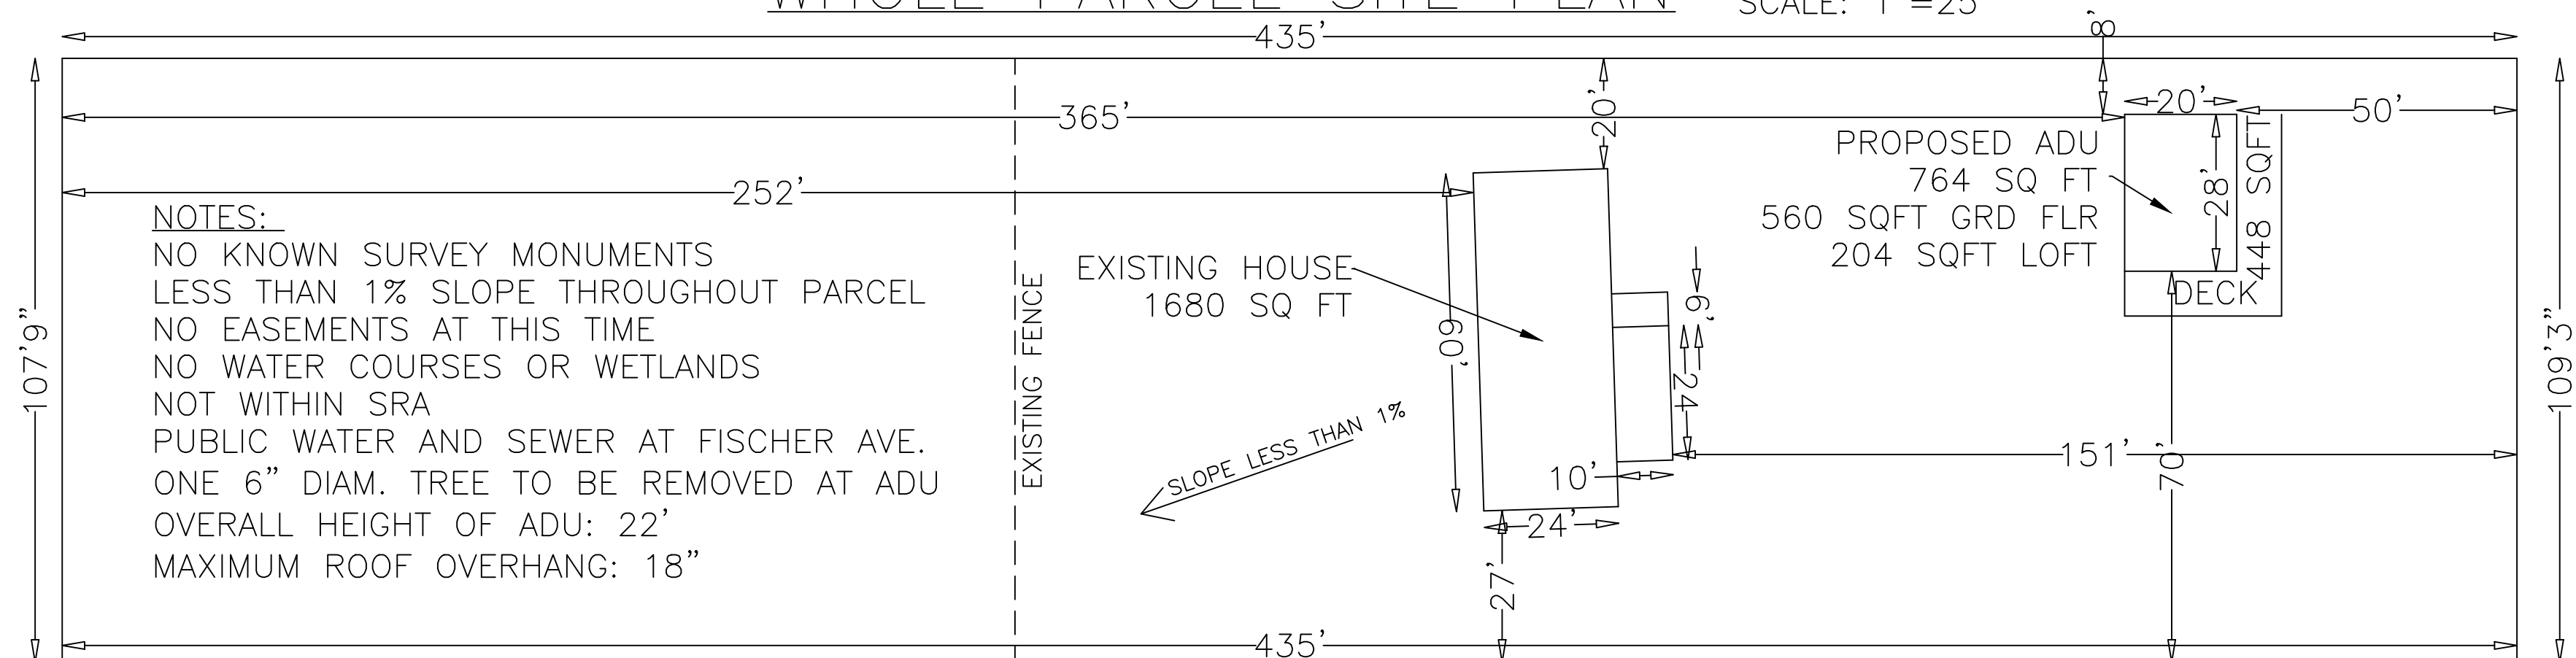 WHOLE PARCEL SITE PLAN
SCALE: 1"=25'
435'
8'
365'
20'
20'
50'
252'
PROPOSED ADU
764 SQ FT
560 SQFT GRD FLR
204 SQFT LOFT
28'
448 SQFT
DECK
NOTES:
NO KNOWN SURVEY MONUMENTS
LESS THAN 1% SLOPE THROUGHOUT PARCEL
NO EASEMENTS AT THIS TIME
NO WATER COURSES OR WETLANDS
NOT WITHIN SRA
PUBLIC WATER AND SEWER AT FISCHER AVE.
ONE 6" DIAM. TREE TO BE REMOVED AT ADU
OVERALL HEIGHT OF ADU: 22'
MAXIMUM ROOF OVERHANG: 18"
EXISTING FENCE
EXISTING HOUSE
1680 SQ FT
107'9"
109'3"
60'
6'
24
SLOPE LESS THAN 1%
10'
24'
27'
151'
70'
435'